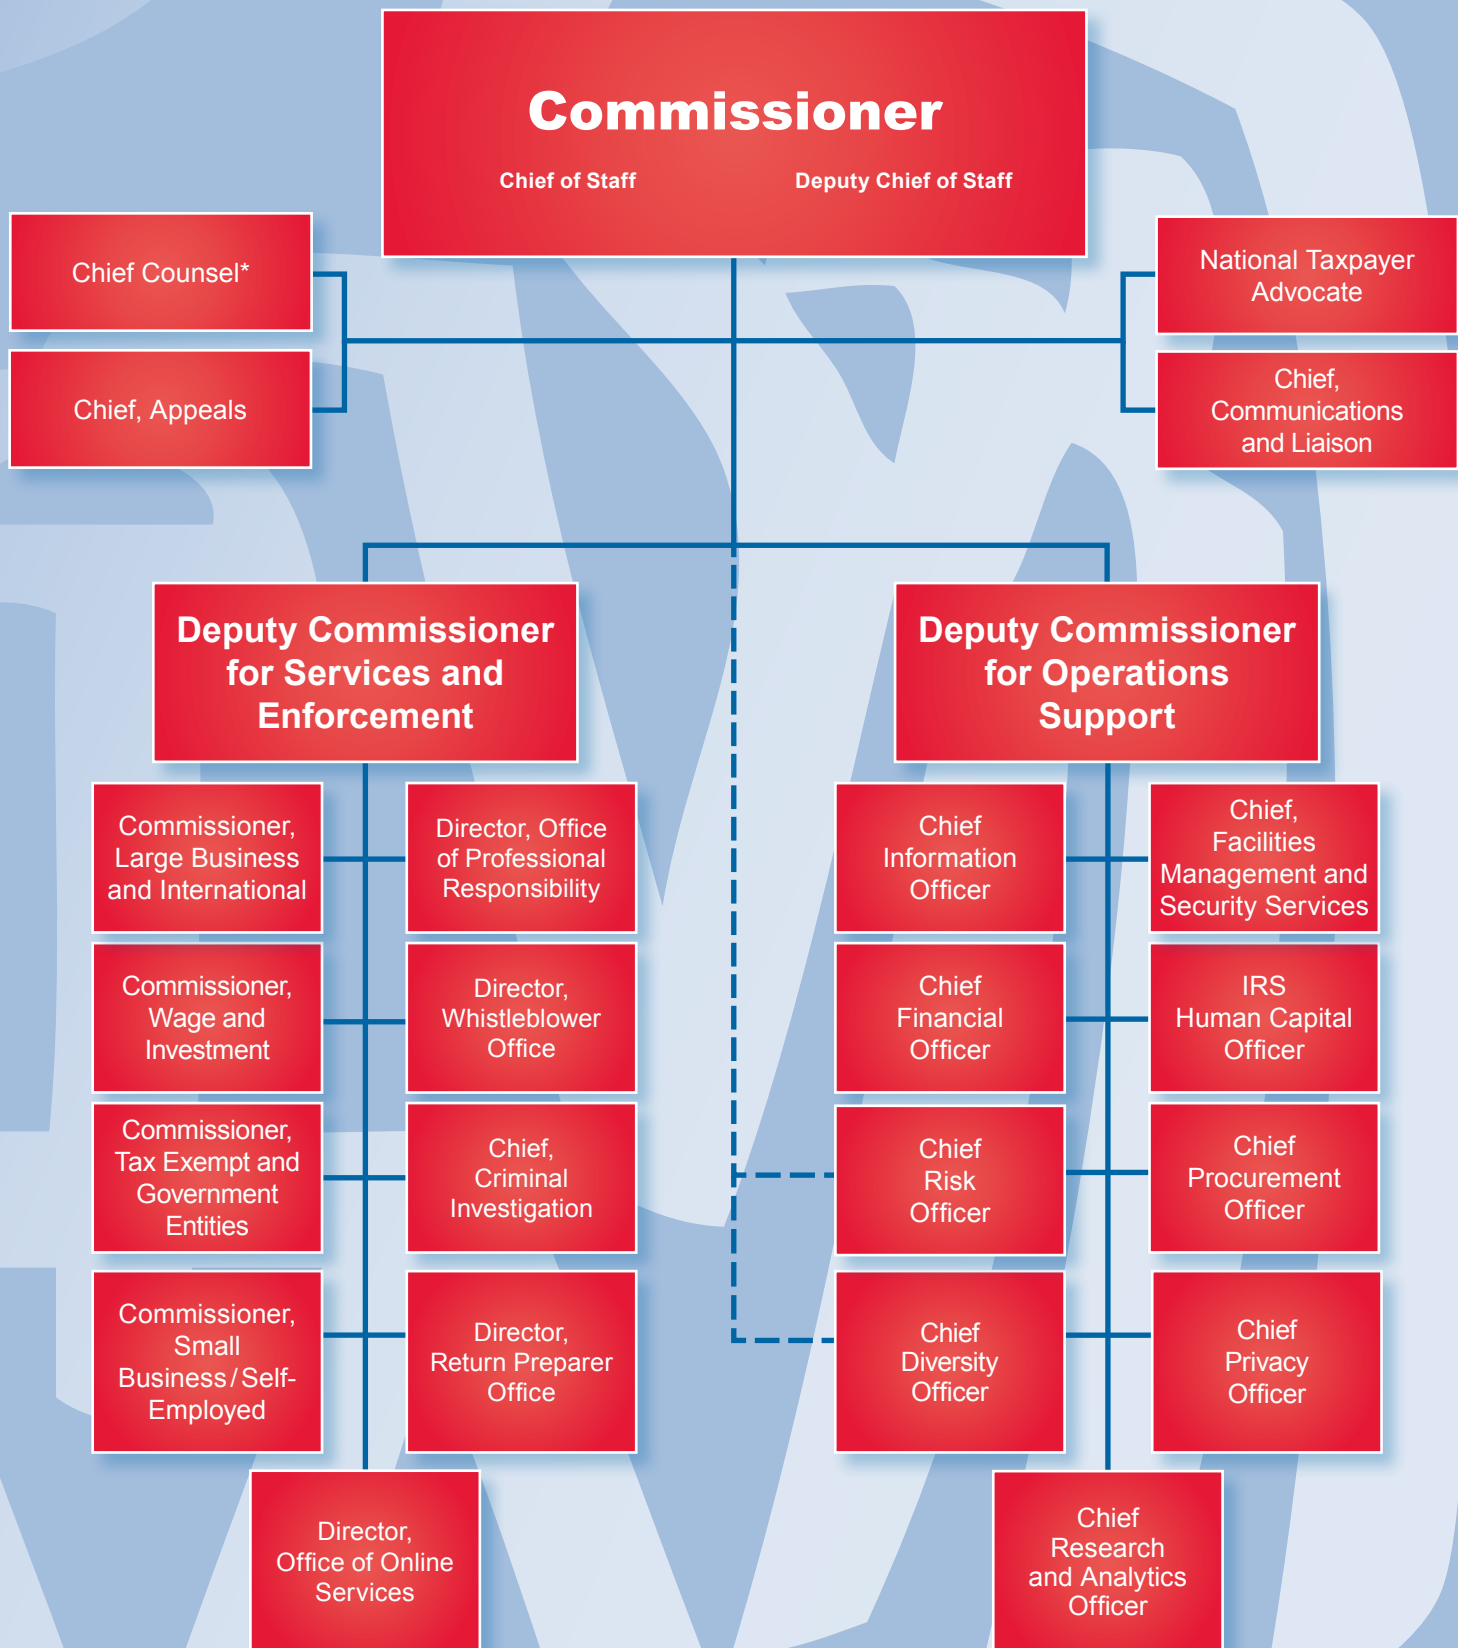 Commissioner
Chief of Staff
Deputy Chief of Staff
Chief Counsel*
National Taxpayer
Advocate
Chief, Appeals
Chief,
Communications
and Liaison
Deputy Commissioner
for Services and
Enforcement
Deputy Commissioner
for Operations
Support
Commissioner,
Large Business
and International
Director, Office
of Professional
Responsibility
Chief
Information
Officer
Chief,
Facilities
Management and
Security Services
Commissioner,
Wage and
Investment
Director,
Whistleblower
Office
Chief
Financial
Officer
IRS
Human Capital
Officer
Commissioner,
Tax Exempt and
Government
Entities
Chief,
Criminal
Investigation
Chief
Risk
Officer
Chief
Procurement
Officer
Commissioner,
Small
Business/Self-
Employed
Director,
Return Preparer
Office
Chief
Diversity
Officer
Chief
Privacy
Officer
Director,
Office of Online
Services
Chief
Research
and Analytics
Officer